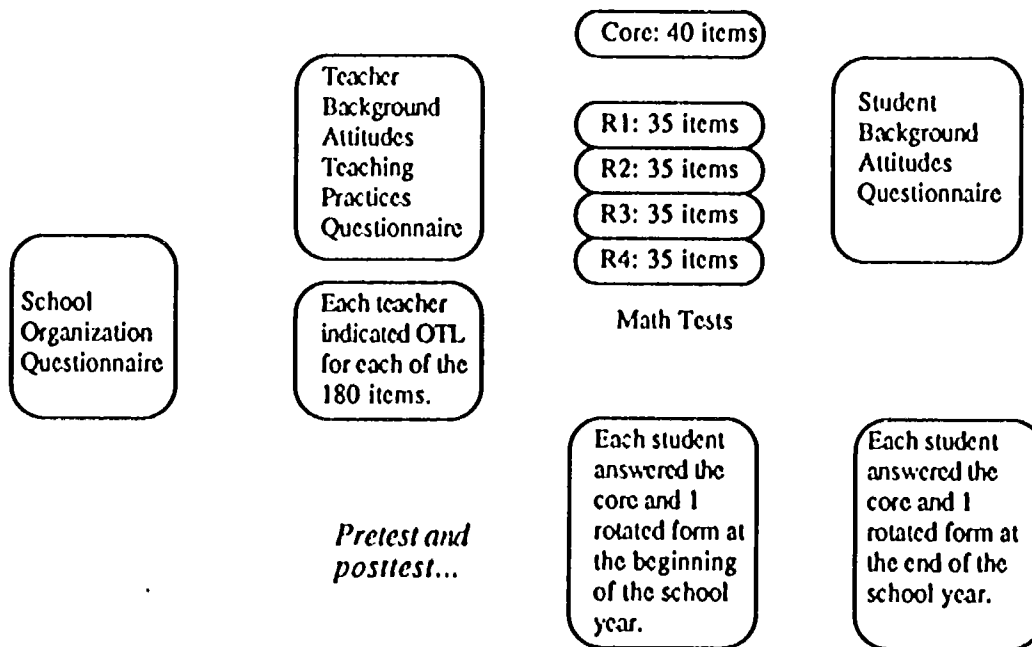 Core: 40 items
Teacher
Background
Attitudes
Teaching
Practices
Questionnaire
R1: 35 items
R2: 35 items
R3: 35 items
R4: 35 items
Math Tests
Student
Background
Attitudes
Questionnaire
School
Organization
Questionnaire
Each teacher
indicated OTL
for each of the
180 items.
Pretest and
posttest...
Each student
answered the
core and 1
rotated form at
the beginning
of the school
year.
Each student
answered the
core and 1
rotated form at
the end of the
school year.